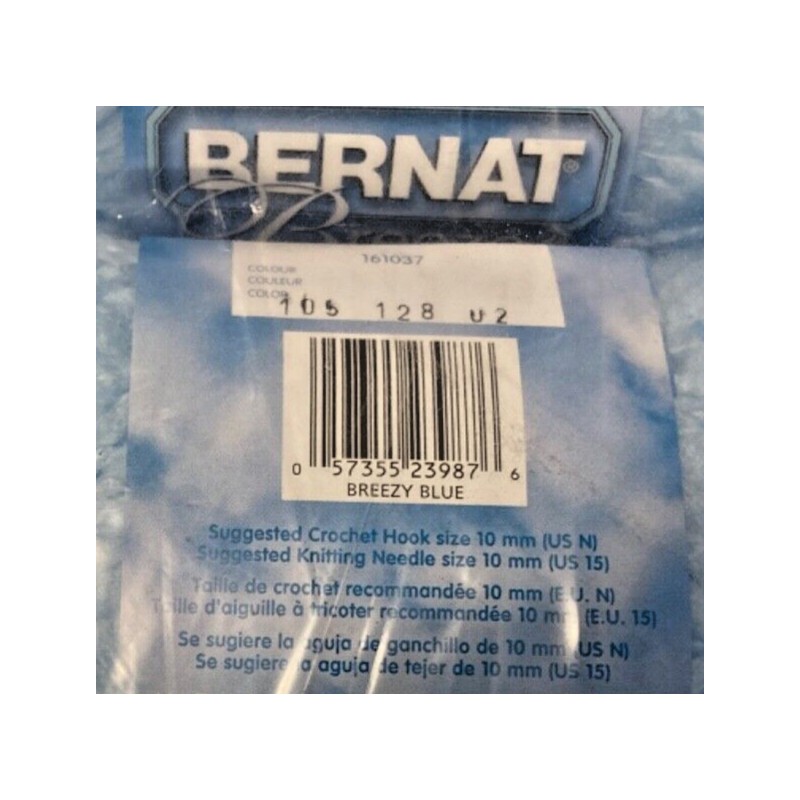 BERNAT®
161037
COLOUR
COULEUR
COLOR
105 128 02
0 57355 23987 6
BREEZY BLUE
Suggested Crochet Hook size 10 mm (US N)
Suggested Knitting Needle size 10 mm (US 15)
Taille de crochet recommandée 10 mm (E.U. N)
Taille d'aiguille à tricoter recommandée 10 mm (E.U. 15)
Se sugiere la aguja de ganchillo de 10 mm (US N)
Se sugiere la aguja de tejer de 10 mm (US 15)